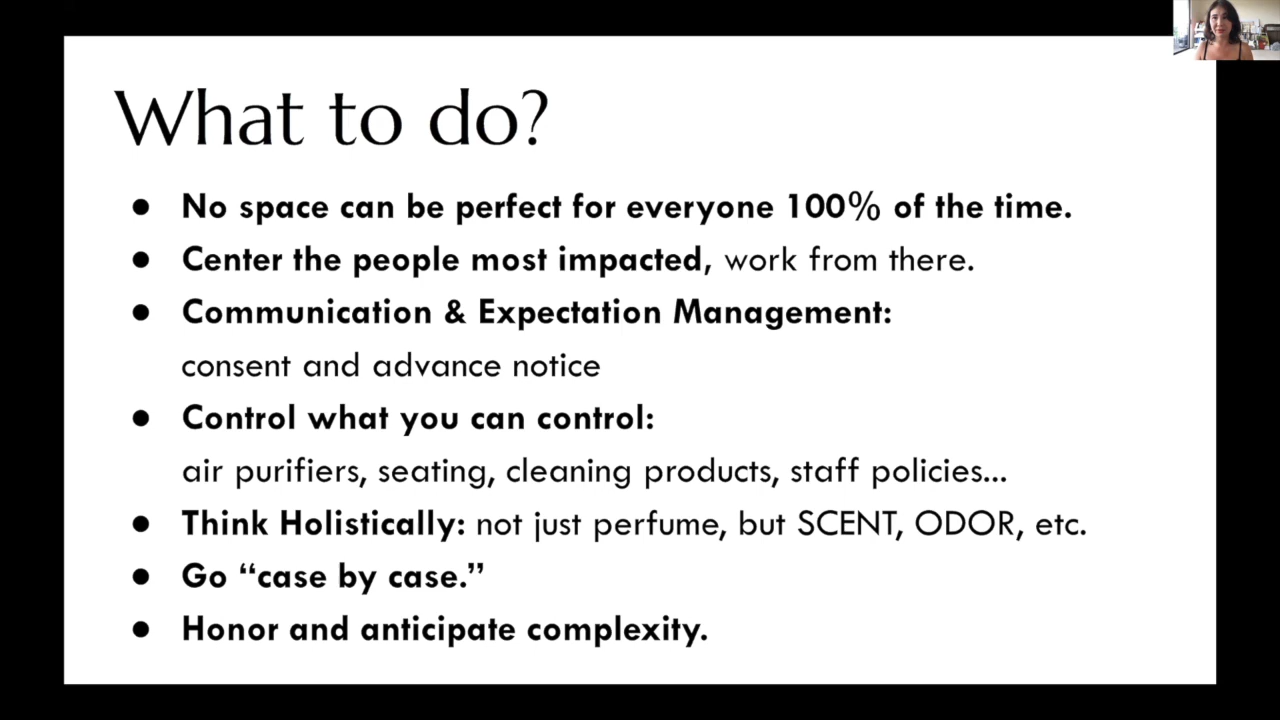 What to do?
● No space can be perfect for everyone 100% of the time.
● Center the people most impacted, work from there.
● Communication & Expectation Management:
consent and advance notice
● Control what you can control:
air purifiers, seating, cleaning products, staff policies...
● Think Holistically: not just perfume, but SCENT, ODOR, etc.
● Go “case by case.”
● Honor and anticipate complexity.